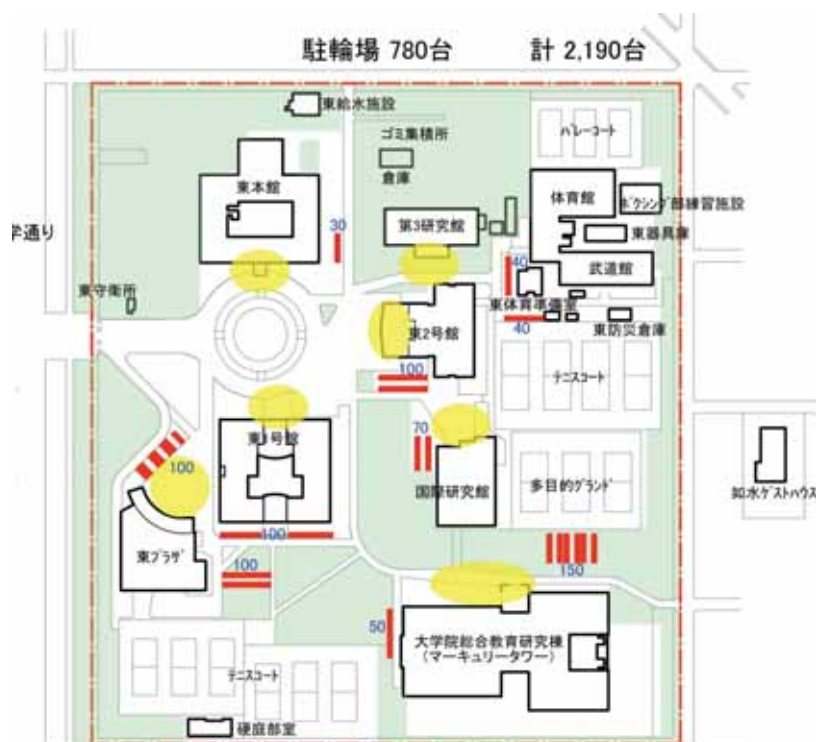 駐輪場 780台 計 2,190台
東給水施設
ゴミ集積所
倉庫
バレーコート
東本館
体育館
ボクシング部練習施設
第3研究館
30
学通り
東器具庫
武道館
40
東守衛所
東体育準備室
40
東防災倉庫
東2号館
100
テニスコート
東1号館
70
100
国際研究館
多目的グランド
如水ゲストハウス
100
東プラザ
100
150
50
大学院総合教育研究棟
(マーキュリータワー)
テニスコート
硬庭部室